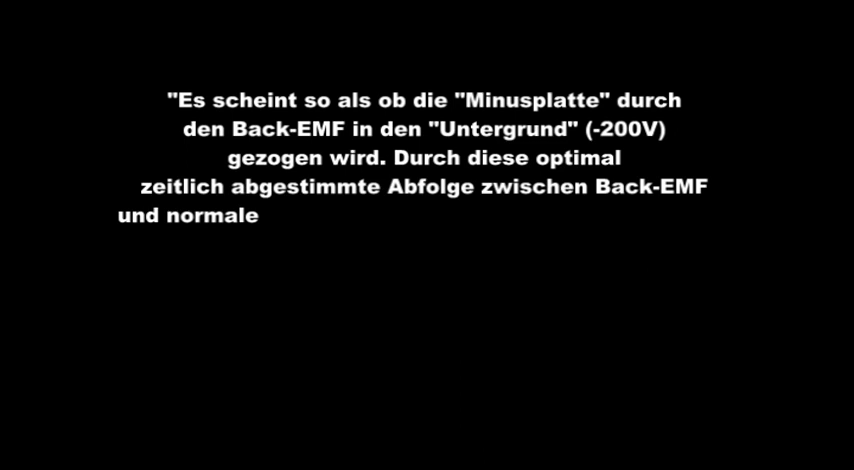 "Es scheint so als ob die "Minusplatte" durch
den Back-EMF in den "Untergrund" (-200V)
gezogen wird. Durch diese optimal
zeitlich abgestimmte Abfolge zwischen Back-EMF
und normale